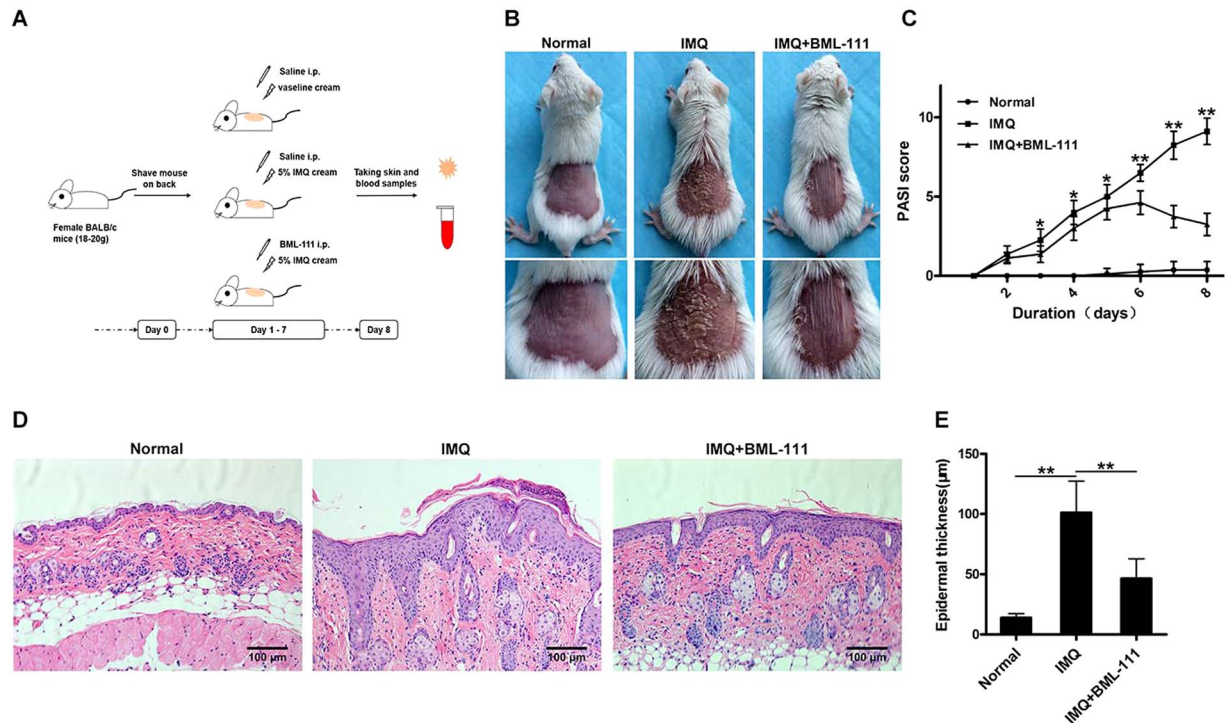 A
Saline i.p.
vaseline cream
Shave mouse
on back
Saline i.p.
5% IMQ cream
Taking skin and
blood samples
Female BALB/c
mice (18-20g)
BML-111 i.p.
5% IMQ cream
Day 0
Day 1 - 7
Day 8
B
Normal
IMQ
IMQ+BML-111
C
Normal
IMQ
IMQ+BML-111
PASI score
10
5
0
*
*
*
**
**
**
2
4
6
8
Duration（days）
D
Normal
IMQ
IMQ+BML-111
100 µm
100 µm
100 µm
E
Epidermal thickness(µm)
150
100
50
0
**
**
Normal
IMQ
IMQ+BML-111